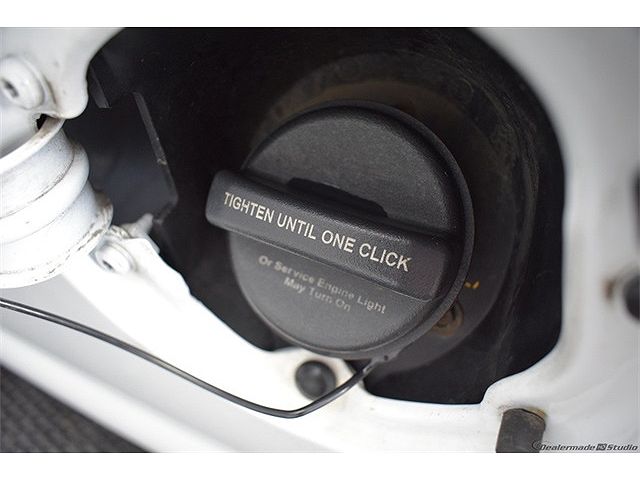 TIGHTEN UNTIL ONE CLICK
Or Service Engine Light
May Turn On
Dealermade Studio